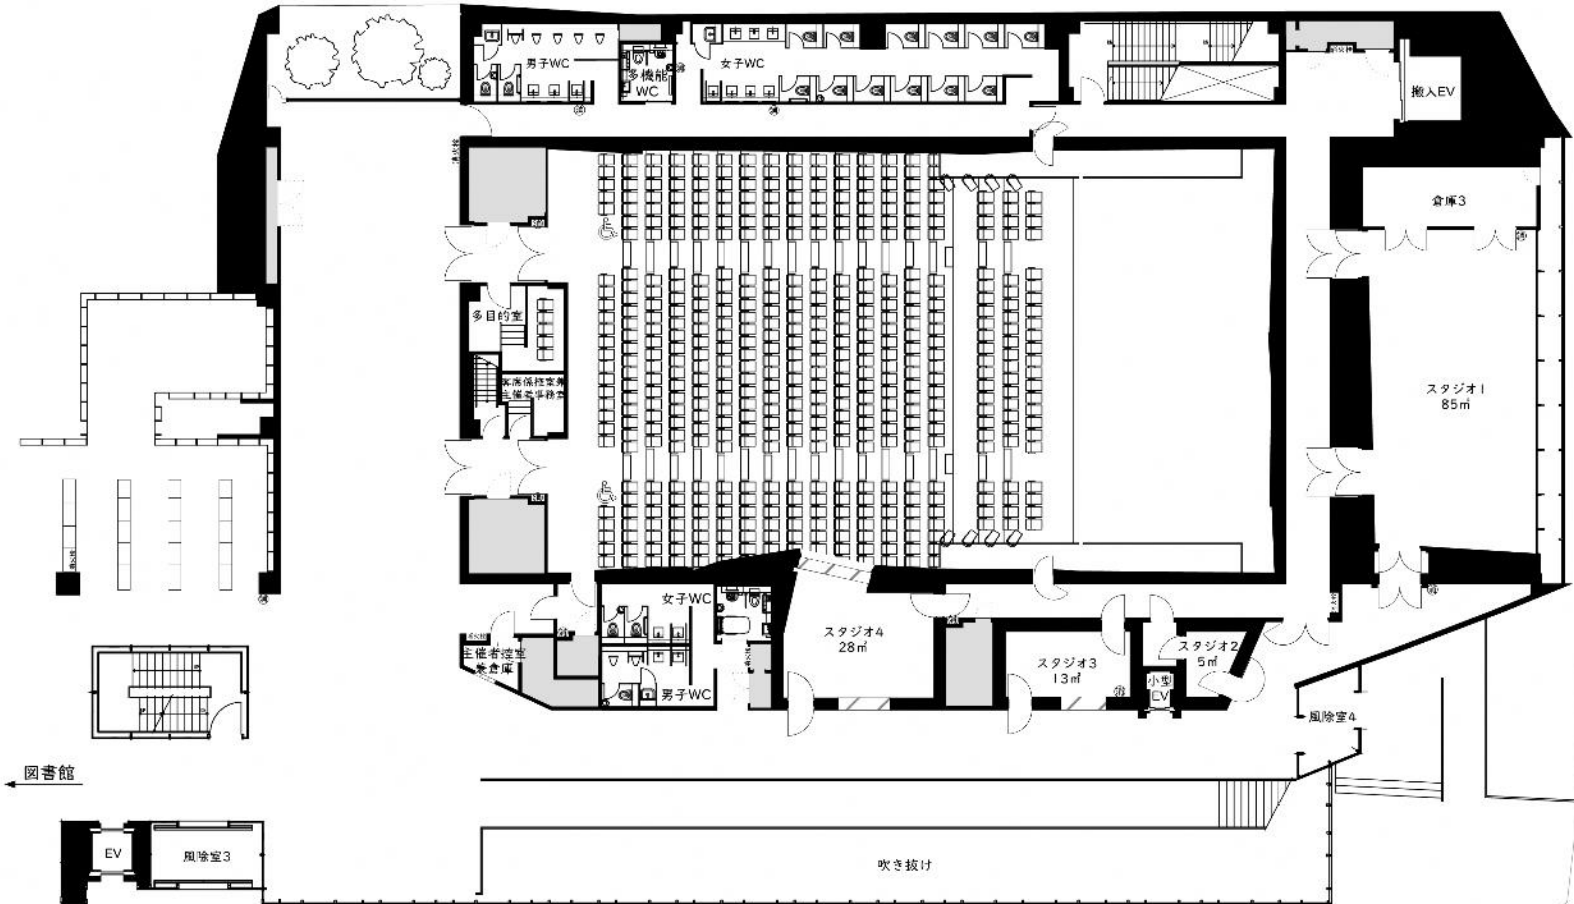 男子WC
多機能
WC
女子WC
搬入EV
倉庫3
多目的室
客席係控室兼
主催者事務室
スタジオ1
85㎡
女子WC
主催者控室
兼倉庫
男子WC
スタジオ4
28㎡
スタジオ3
13㎡
小型
EV
スタジオ2
5㎡
風除室4
図書館
EV
風除室3
吹き抜け